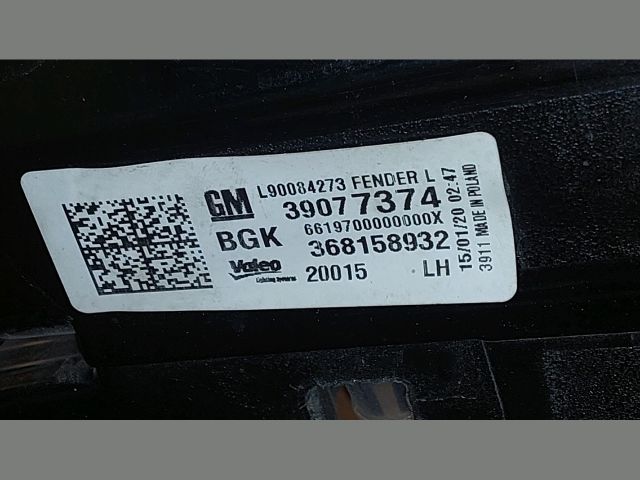 GM L90084273 FENDER L
39077374
6619700000000X
BGK 368158932
Valeo 20015 LH
Lighting Systems
15/01/20 02:47
3911 MADE IN POLAND